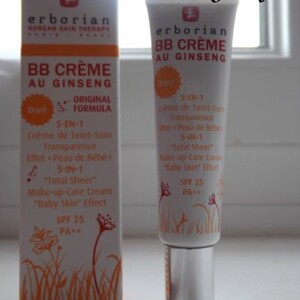 erborian
KOREAN SKIN THERAPY
PARIS SEOUL
BB CRÈME
AU GINSENG
Doré
ORIGINAL
FORMULA
5-EN-1
Crème de Teint-Soin
Transparence
Effet «Peau de Bébé»
5-IN-1
"Total Sheer"
Make-up-Care Cream
"Baby Skin" Effect
SPF 25
PA++
erborian
BB CRÈME
AU GINSENG
Doré
5-EN-1
Crème de Teint-Soin
Transparence
Effet «Peau de Bébé»
5-IN-1
"Total Sheer"
Make-up-Care Cream
"Baby Skin" Effect
SPF 25
PA++